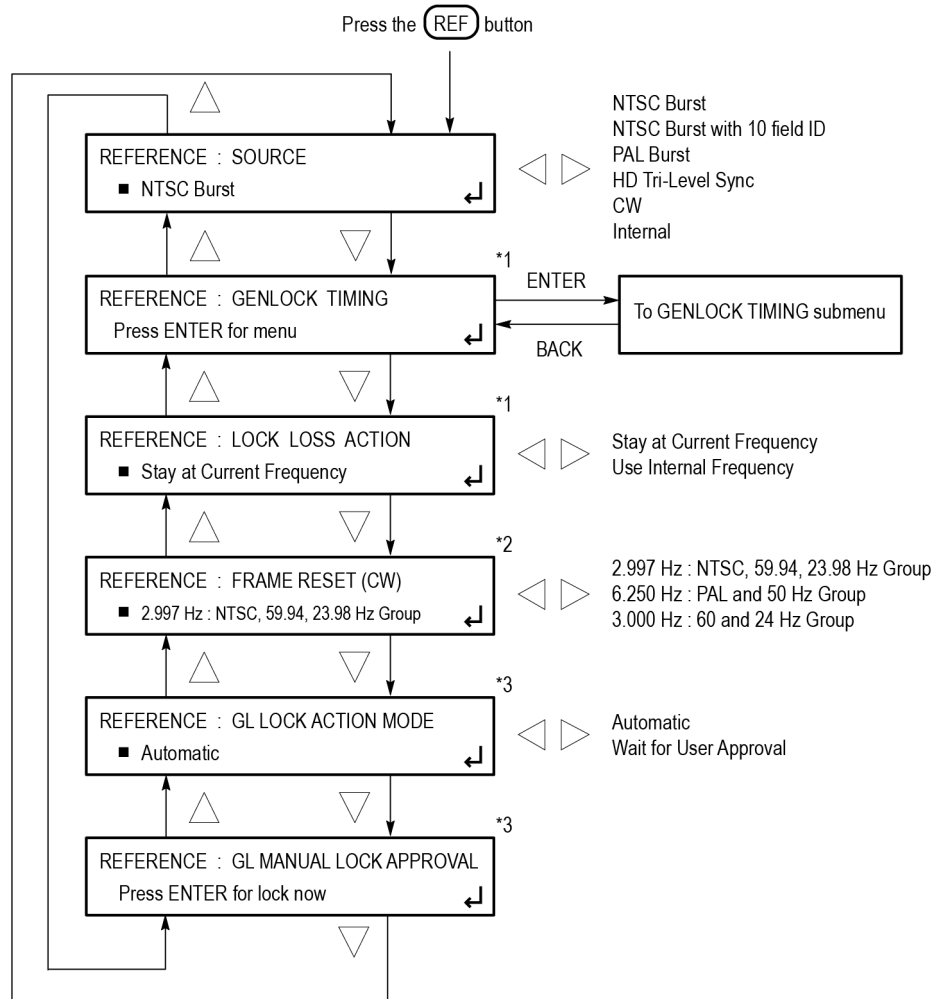 Press the REF button
REFERENCE : SOURCE
■ NTSC Burst
NTSC Burst
NTSC Burst with 10 field ID
PAL Burst
HD Tri-Level Sync
CW
Internal
*1
REFERENCE : GENLOCK TIMING
Press ENTER for menu
ENTER
BACK
To GENLOCK TIMING submenu
*1
REFERENCE : LOCK LOSS ACTION
■ Stay at Current Frequency
Stay at Current Frequency
Use Internal Frequency
*2
REFERENCE : FRAME RESET (CW)
■ 2.997 Hz : NTSC, 59.94, 23.98 Hz Group
2.997 Hz : NTSC, 59.94, 23.98 Hz Group
6.250 Hz : PAL and 50 Hz Group
3.000 Hz : 60 and 24 Hz Group
*3
REFERENCE : GL LOCK ACTION MODE
■ Automatic
Automatic
Wait for User Approval
*3
REFERENCE : GL MANUAL LOCK APPROVAL
Press ENTER for lock now